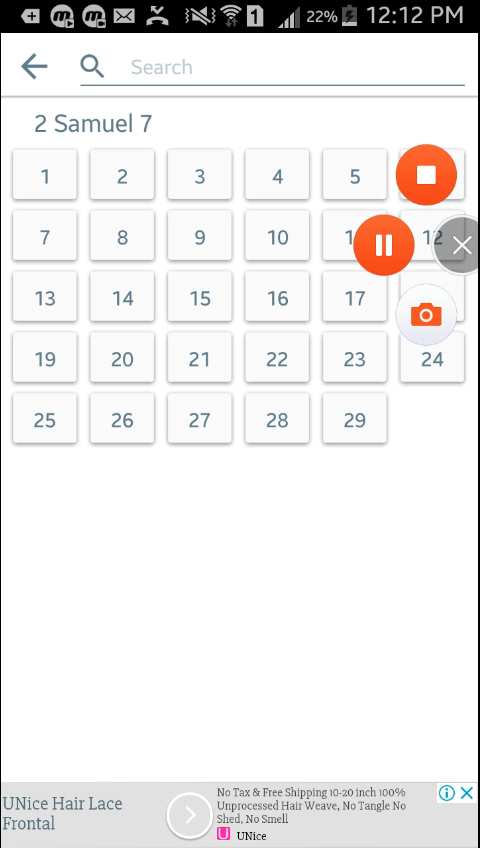 1 22% 12:12 PM
Search
2 Samuel 7
1 2 3 4 5
7 8 9 10 12
13 14 15 16 17
19 20 21 22 23 24
25 26 27 28 29
UNice Hair Lace
Frontal
No Tax & Free Shipping 10-20 inch 100%
Unprocessed Hair Weave, No Tangle No
Shed, No Smell
U UNice